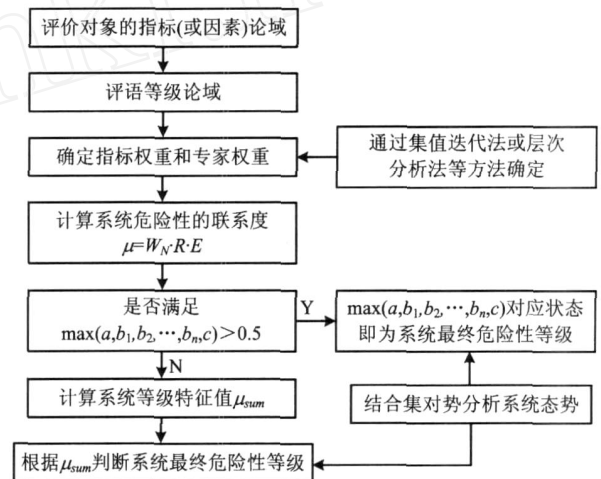 评价对象的指标(或因素)论域
评语等级论域
确定指标权重和专家权重
通过集值迭代法或层次
分析法等方法确定
计算系统危险性的联系度
μ=W_N·R·E
是否满足
max(a,b₁,b₂,…,bₙ,c)>0.5
Y
max(a,b₁,b₂,…,bₙ,c)对应状态
即为系统最终危险性等级
N
计算系统等级特征值μsum
结合集对势分析系统态势
根据μsum判断系统最终危险性等级